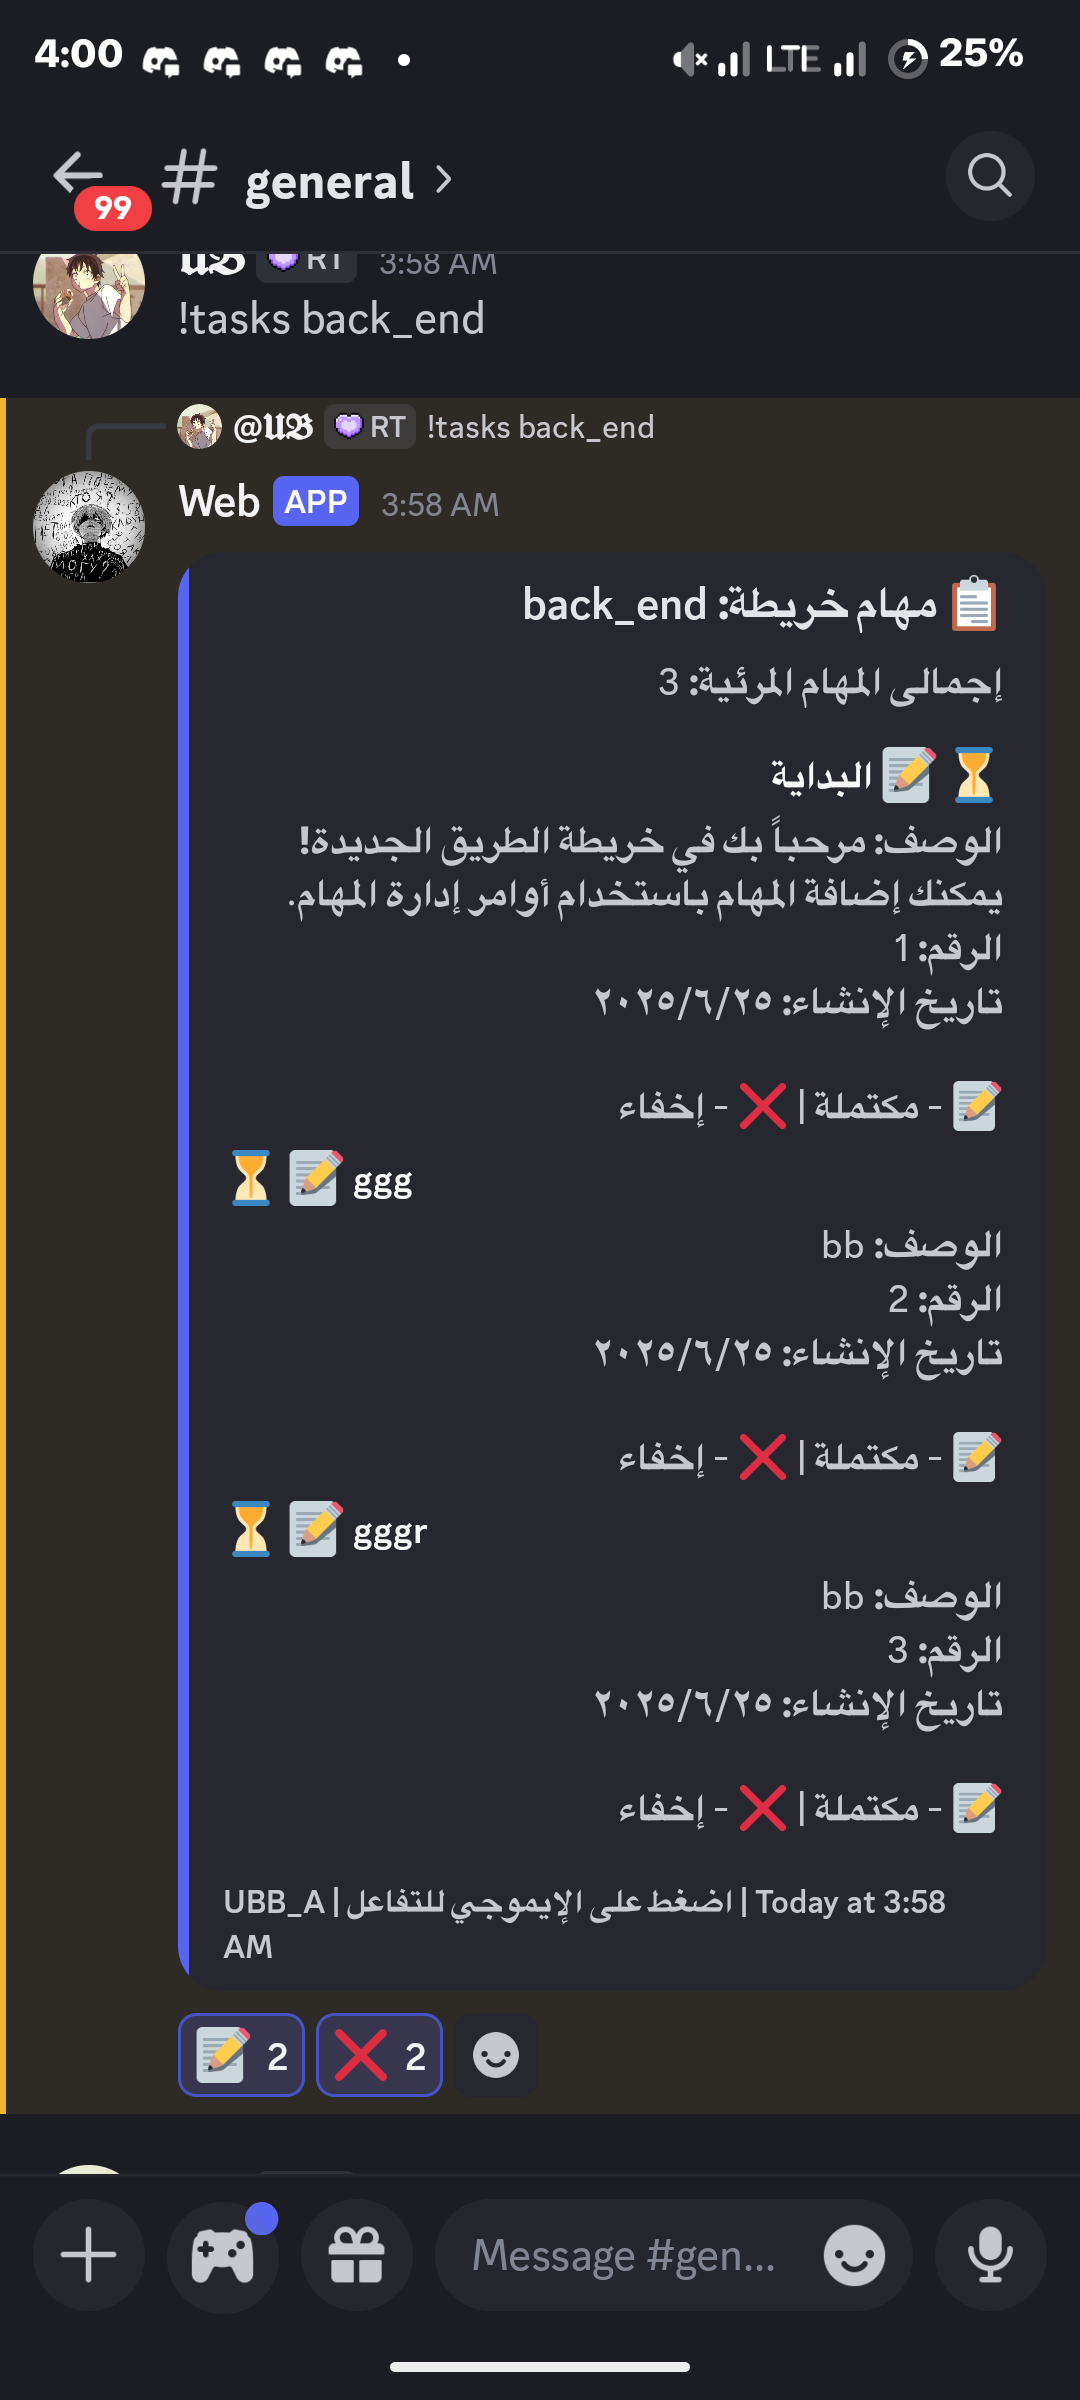 4:00
LTE
25%
99
# general
RT 3:58 AM
!tasks back_end
@𝖀𝕭 RT !tasks back_end
Web APP 3:58 AM
📋 مهام خريطة: back_end
إجمالى المهام المرئية: 3
⏳ 📝 البداية
الوصف: مرحباً بك في خريطة الطريق الجديدة!
يمكنك إضافة المهام باستخدام أوامر إدارة المهام.
الرقم: 1
تاريخ الإنشاء: ٢٠٢٥/٦/٢٥
📝 - مكتملة | ❌ - إخفاء
⏳ 📝 ggg
الوصف: bb
الرقم: 2
تاريخ الإنشاء: ٢٠٢٥/٦/٢٥
📝 - مكتملة | ❌ - إخفاء
⏳ 📝 gggr
الوصف: bb
الرقم: 3
تاريخ الإنشاء: ٢٠٢٥/٦/٢٥
📝 - مكتملة | ❌ - إخفاء
UBB_A | اضغط على الإيموجي للتفاعل | Today at 3:58
AM
📝 2 ❌ 2
Message #gen...